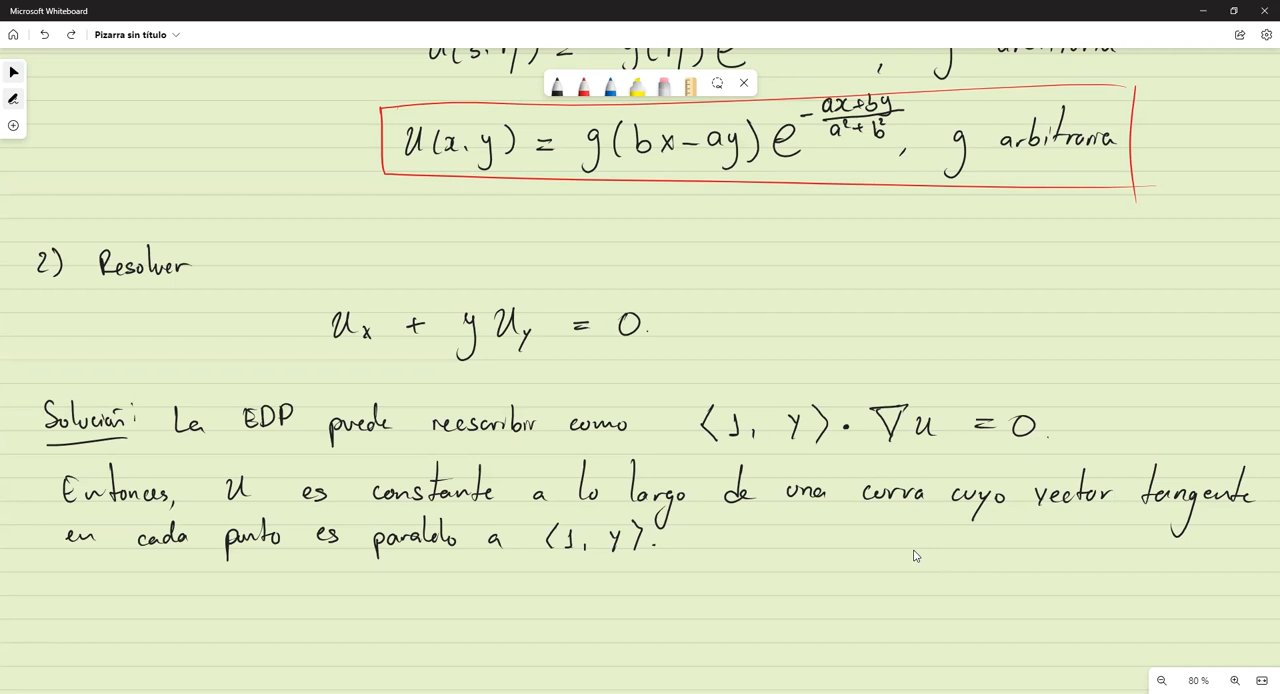 Microsoft Whiteboard
Pizarra sin título
u(x,y) = g(bx-ay) e^{-\frac{ax+by}{a²+b²}}, g arbitraria
2) Resolver
u_x + y u_y = 0.
Solución: La EDP puede reescribir como ⟨1, y⟩ · ∇u = 0.
Entonces, u es constante a lo largo de una curva cuyo vector tangente
en cada punto es paralelo a ⟨1, y⟩.
80 %